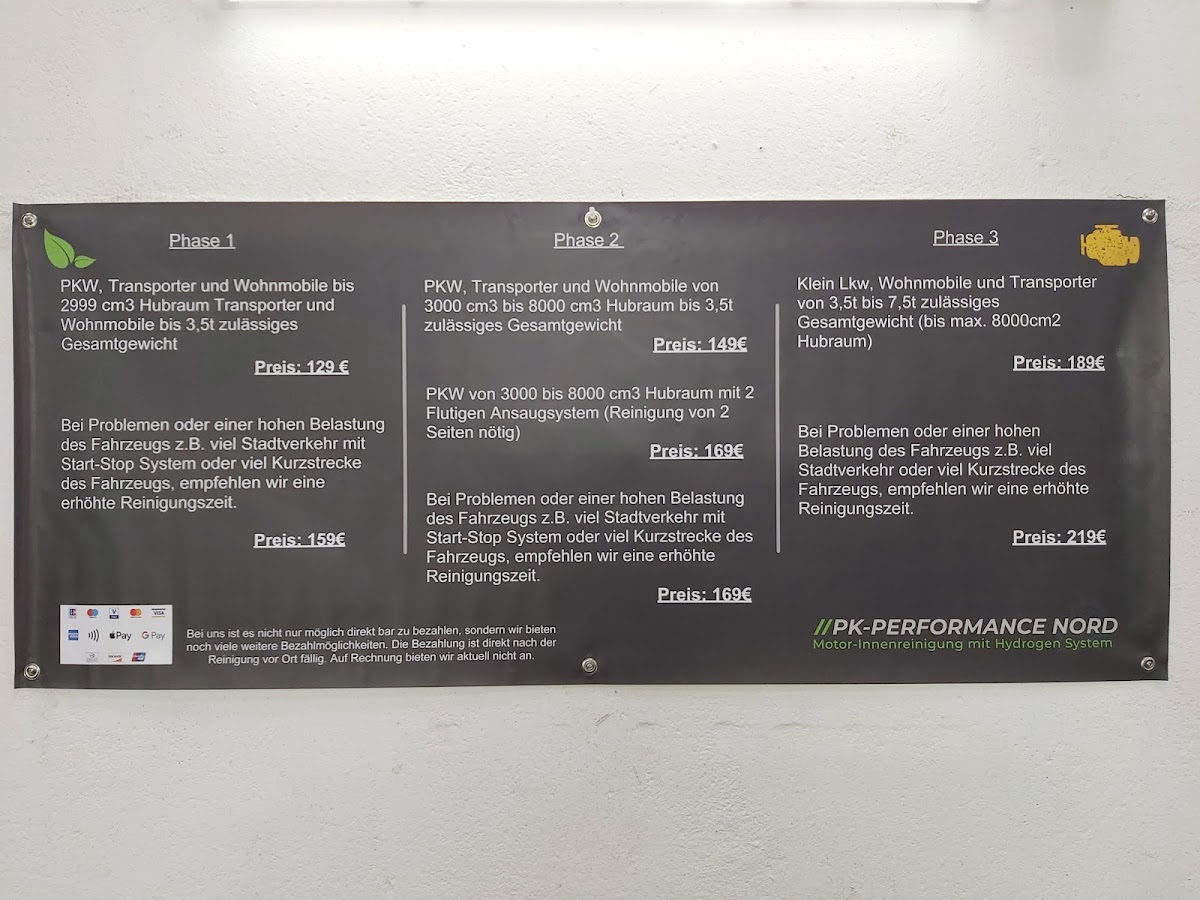 Phase 1
PKW, Transporter und Wohnmobile bis
2999 cm3 Hubraum Transporter und
Wohnmobile bis 3,5t zulässiges
Gesamtgewicht
Preis: 129 €
Bei Problemen oder einer hohen Belastung
des Fahrzeugs z.B. viel Stadtverkehr mit
Start-Stop System oder viel Kurzstrecke
des Fahrzeugs, empfehlen wir eine
erhöhte Reinigungszeit.
Preis: 159€
Phase 2
PKW, Transporter und Wohnmobile von
3000 cm3 bis 8000 cm3 Hubraum bis 3,5t
zulässiges Gesamtgewicht
Preis: 149€
PKW von 3000 bis 8000 cm3 Hubraum mit 2
Flutigen Ansaugsystem (Reinigung von 2
Seiten nötig)
Preis: 169€
Bei Problemen oder einer hohen Belastung
des Fahrzeugs z.B. viel Stadtverkehr mit
Start-Stop System oder viel Kurzstrecke des
Fahrzeugs, empfehlen wir eine erhöhte
Reinigungszeit.
Preis: 169€
Phase 3
Klein Lkw, Wohnmobile und Transporter
von 3,5t bis 7,5t zulässiges
Gesamtgewicht (bis max. 8000cm2
Hubraum)
Preis: 189€
Bei Problemen oder einer hohen
Belastung des Fahrzeugs z.B. viel
Stadtverkehr oder viel Kurzstrecke des
Fahrzeugs, empfehlen wir eine erhöhte
Reinigungszeit.
Preis: 219€
VISA
Pay G Pay
Bei uns ist es nicht nur möglich direkt bar zu bezahlen, sondern wir bieten
noch viele weitere Bezahlmöglichkeiten. Die Bezahlung ist direkt nach der
Reinigung vor Ort fällig. Auf Rechnung bieten wir aktuell nicht an.
//PK-PERFORMANCE NORD
Motor-Innenreinigung mit Hydrogen System